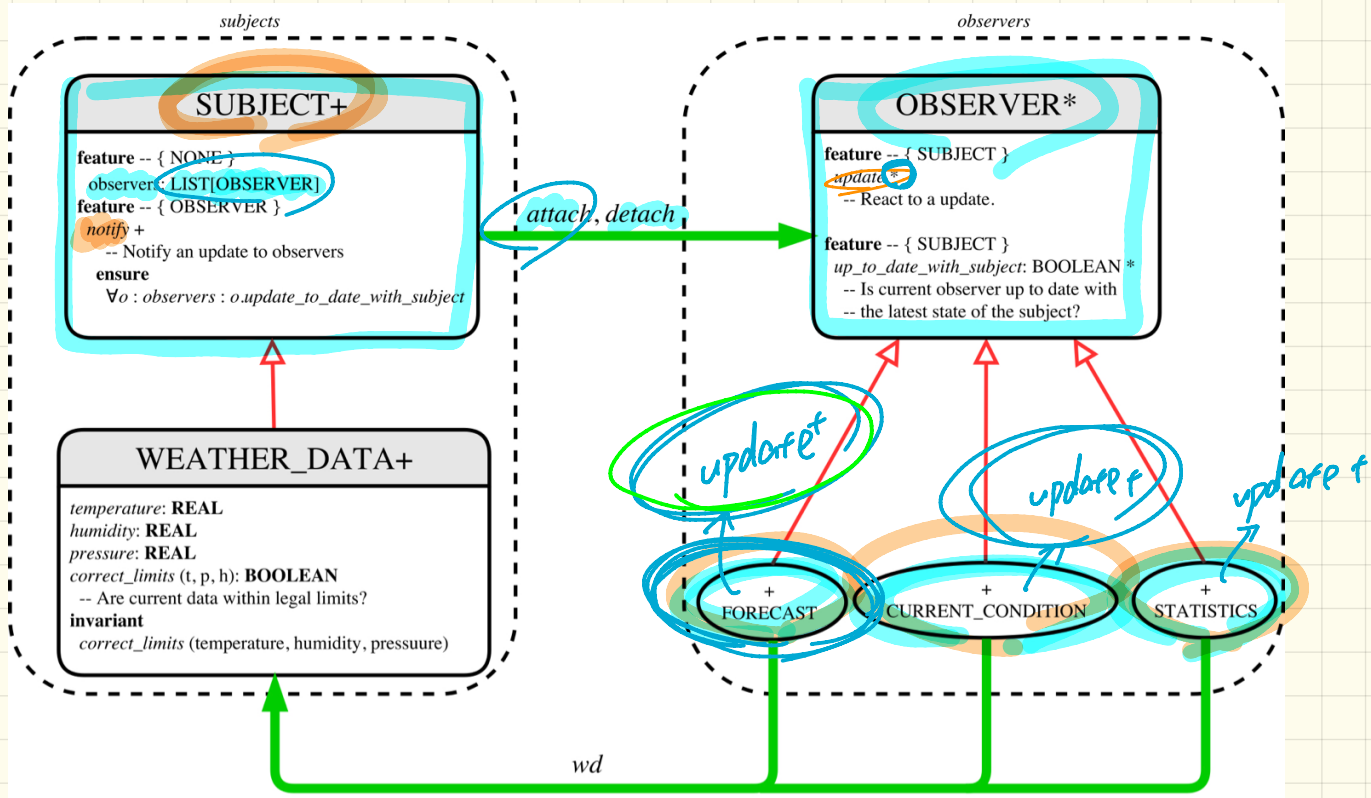 subjects
SUBJECT+
feature -- { NONE }
observers: LIST[OBSERVER]
feature -- { OBSERVER }
notify +
-- Notify an update to observers
ensure
∀o : observers : o.update_to_date_with_subject
attach, detach
observers
OBSERVER*
feature -- { SUBJECT }
update *
-- React to a update.
feature -- { SUBJECT }
up_to_date_with_subject: BOOLEAN *
-- Is current observer up to date with
-- the latest state of the subject?
WEATHER_DATA+
temperature: REAL
humidity: REAL
pressure: REAL
correct_limits (t, p, h): BOOLEAN
-- Are current data within legal limits?
invariant
correct_limits (temperature, humidity, pressuure)
update+
update+
update+
+
FORECAST
+
CURRENT_CONDITION
+
STATISTICS
wd